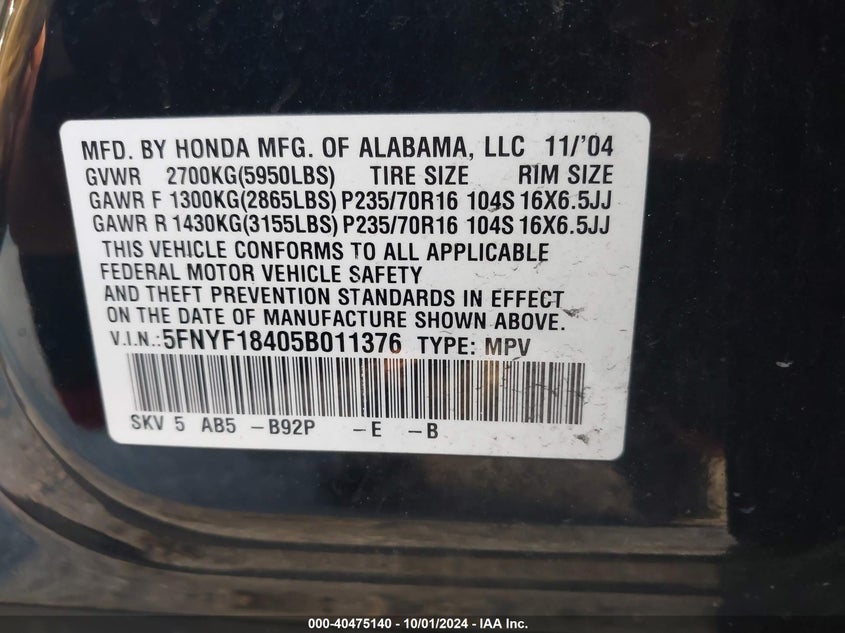 MFD. BY HONDA MFG. OF ALABAMA, LLC 11/'04
GVWR 2700KG(5950LBS) TIRE SIZE RIM SIZE
GAWR F 1300KG(2865LBS) P235/70R16 104S 16X6.5JJ
GAWR R 1430KG(3155LBS) P235/70R16 104S 16X6.5JJ
THIS VEHICLE CONFORMS TO ALL APPLICABLE
FEDERAL MOTOR VEHICLE SAFETY
AND THEFT PREVENTION STANDARDS IN EFFECT
ON THE DATE OF MANUFACTURE SHOWN ABOVE.
V.I.N.:5FNYF18405B011376 TYPE: MPV
SKV 5 AB5 -B92P -E -B
000-40475140 - 10/01/2024 - IAA Inc.